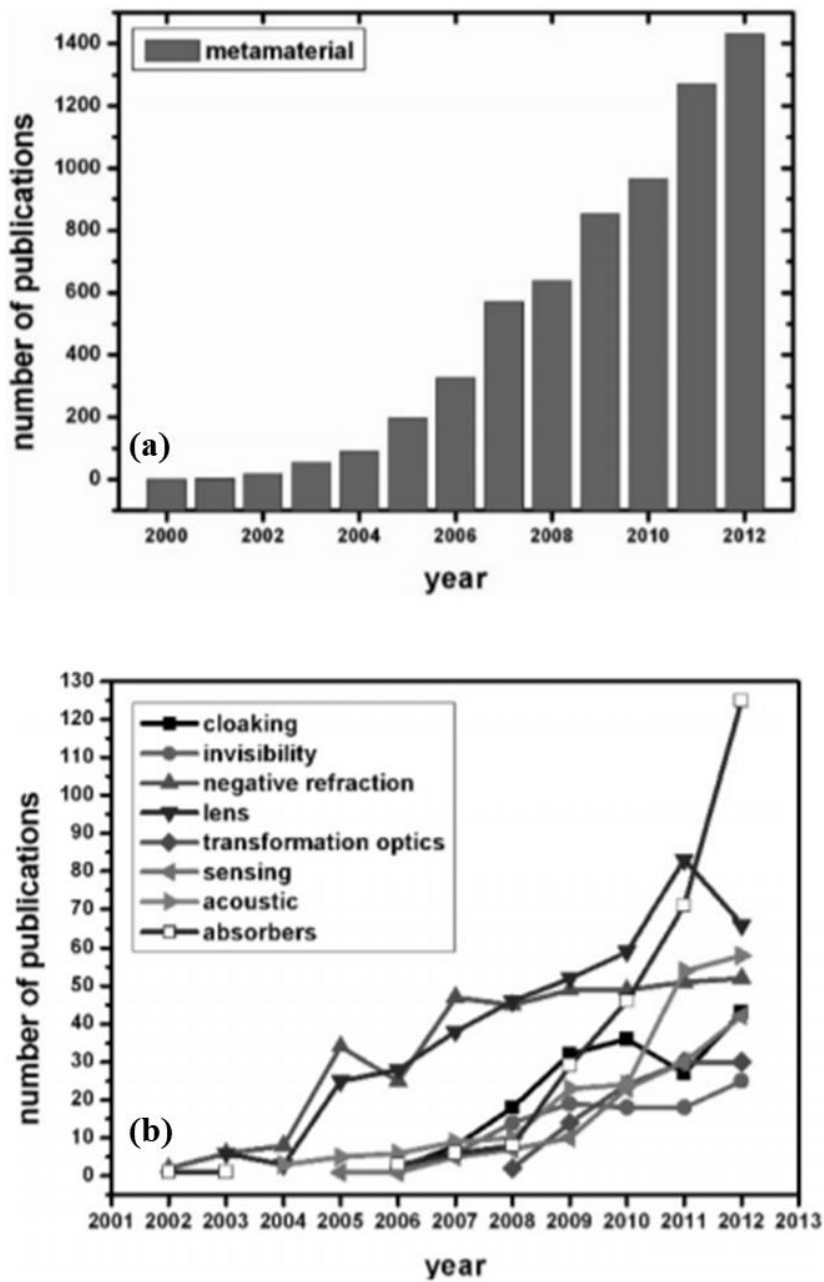 metamaterial
1400
1200
1000
800
600
400
200
0
number of publications
(a)
2000 2002 2004 2006 2008 2010 2012
year
130
120
110
100
90
80
70
60
50
40
30
20
10
0
number of publications
cloaking
invisibility
negative refraction
lens
transformation optics
sensing
acoustic
absorbers
(b)
2001 2002 2003 2004 2005 2006 2007 2008 2009 2010 2011 2012 2013
year